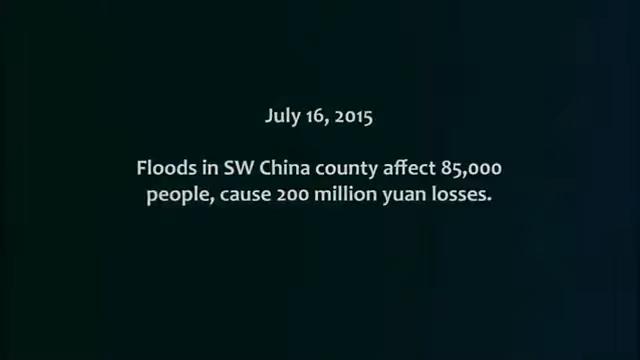 July 16, 2015
Floods in SW China county affect 85,000
people, cause 200 million yuan losses.